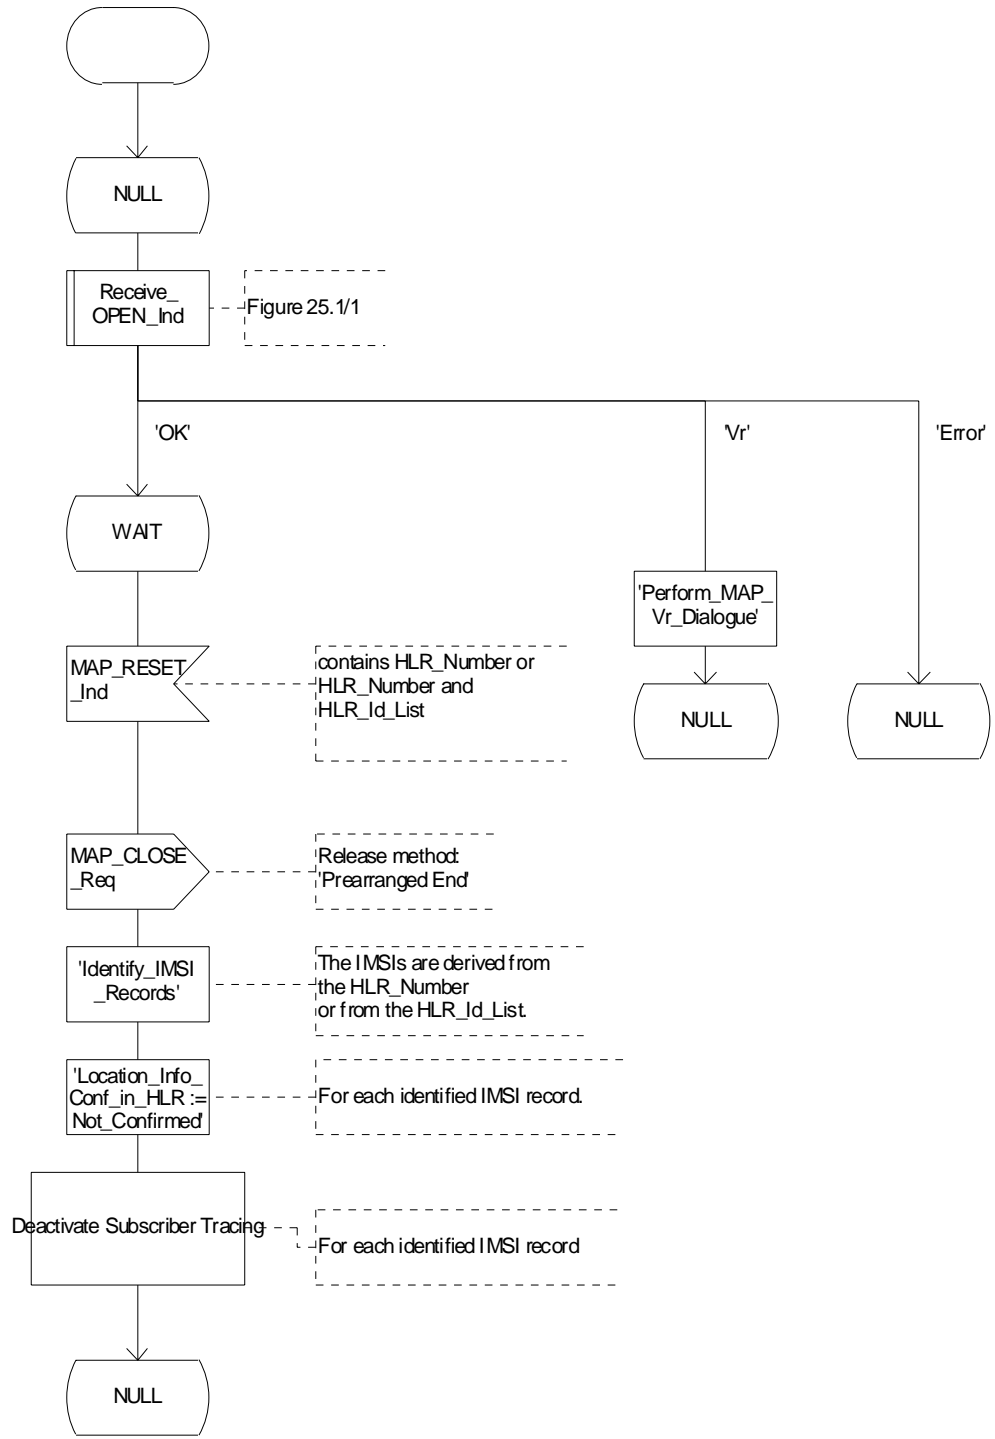 NULL
Receive_
OPEN_Ind
Figure 25.1/1
'OK'
'Vr'
'Error'
WAIT
'Perform_MAP_
Vr_Dialogue'
MAP_RESET
_Ind
contains HLR_Number or
HLR_Number and
HLR_Id_List
NULL
NULL
MAP_CLOSE
_Req
Release method:
'Prearranged End'
'Identify_IMSI
_Records'
The IMSIs are derived from
the HLR_Number
or from the HLR_Id_List.
'Location_Info_
Conf_in_HLR :=
Not_Confirmed'
For each identified IMSI record.
Deactivate Subscriber Tracing
For each identified IMSI record
NULL